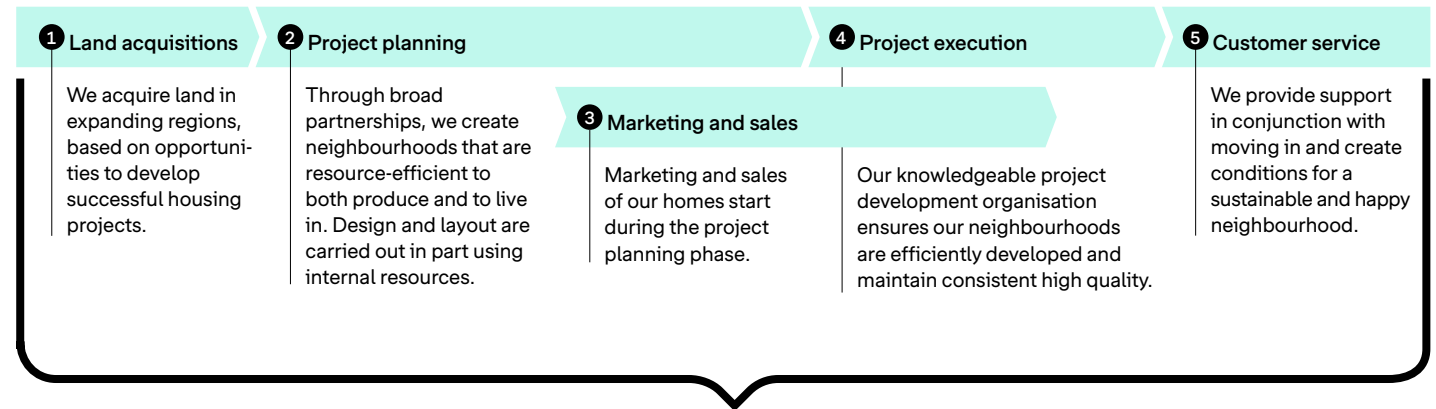 1 Land acquisitions
We acquire land in
expanding regions,
based on opportuni-
ties to develop
successful housing
projects.
2 Project planning
Through broad
partnerships, we create
neighbourhoods that are
resource-efficient to
both produce and to live
in. Design and layout are
carried out in part using
internal resources.
3 Marketing and sales
Marketing and sales
of our homes start
during the project
planning phase.
4 Project execution
Our knowledgeable project
development organisation
ensures our neighbourhoods
are efficiently developed and
maintain consistent high quality.
5 Customer service
We provide support
in conjunction with
moving in and create
conditions for a
sustainable and happy
neighbourhood.